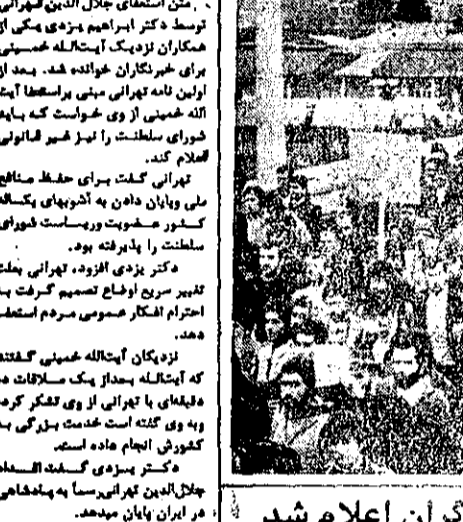 متن استعفای جلال الدین تهرانی
توسط دکتر ابراهیم یزدی یکی از
همکاران نزدیک آیت‌الله خمینی
برای خبرنگاران خوانده شد. بعد از
اولین نامه تهرانی مبنی براستعفا آیت
الله خمینی از وی خواست که باید
شورای سلطنت را نیز غیر قانونی
اعلام کند.
تهرانی گفت برای حفظ منافع
ملی وپایان دادن به آشوبهای یکساله
کشور عضویت وریاست شورای
سلطنت را پذیرفته بود.
دکتر یزدی افزود، تهرانی بعلت
تغییر سریع اوضاع تصمیم گرفت به
احترام افکار عمومی مردم استعفا
دهد.
نزدیکان آیت‌الله خمینی گفتند
که آیت‌الله بعداز یک ملاقات ده
دقیقه‌ای با تهرانی از وی تشکر کرد
وبه وی گفته است خدمت بزرگی به
کشورش انجام داده است.
دکتر یزدی گفت اقدام
جلال‌الدین تهرانی رسماً به پادشاهی
در ایران پایان میدهد.
گران اعلام شد